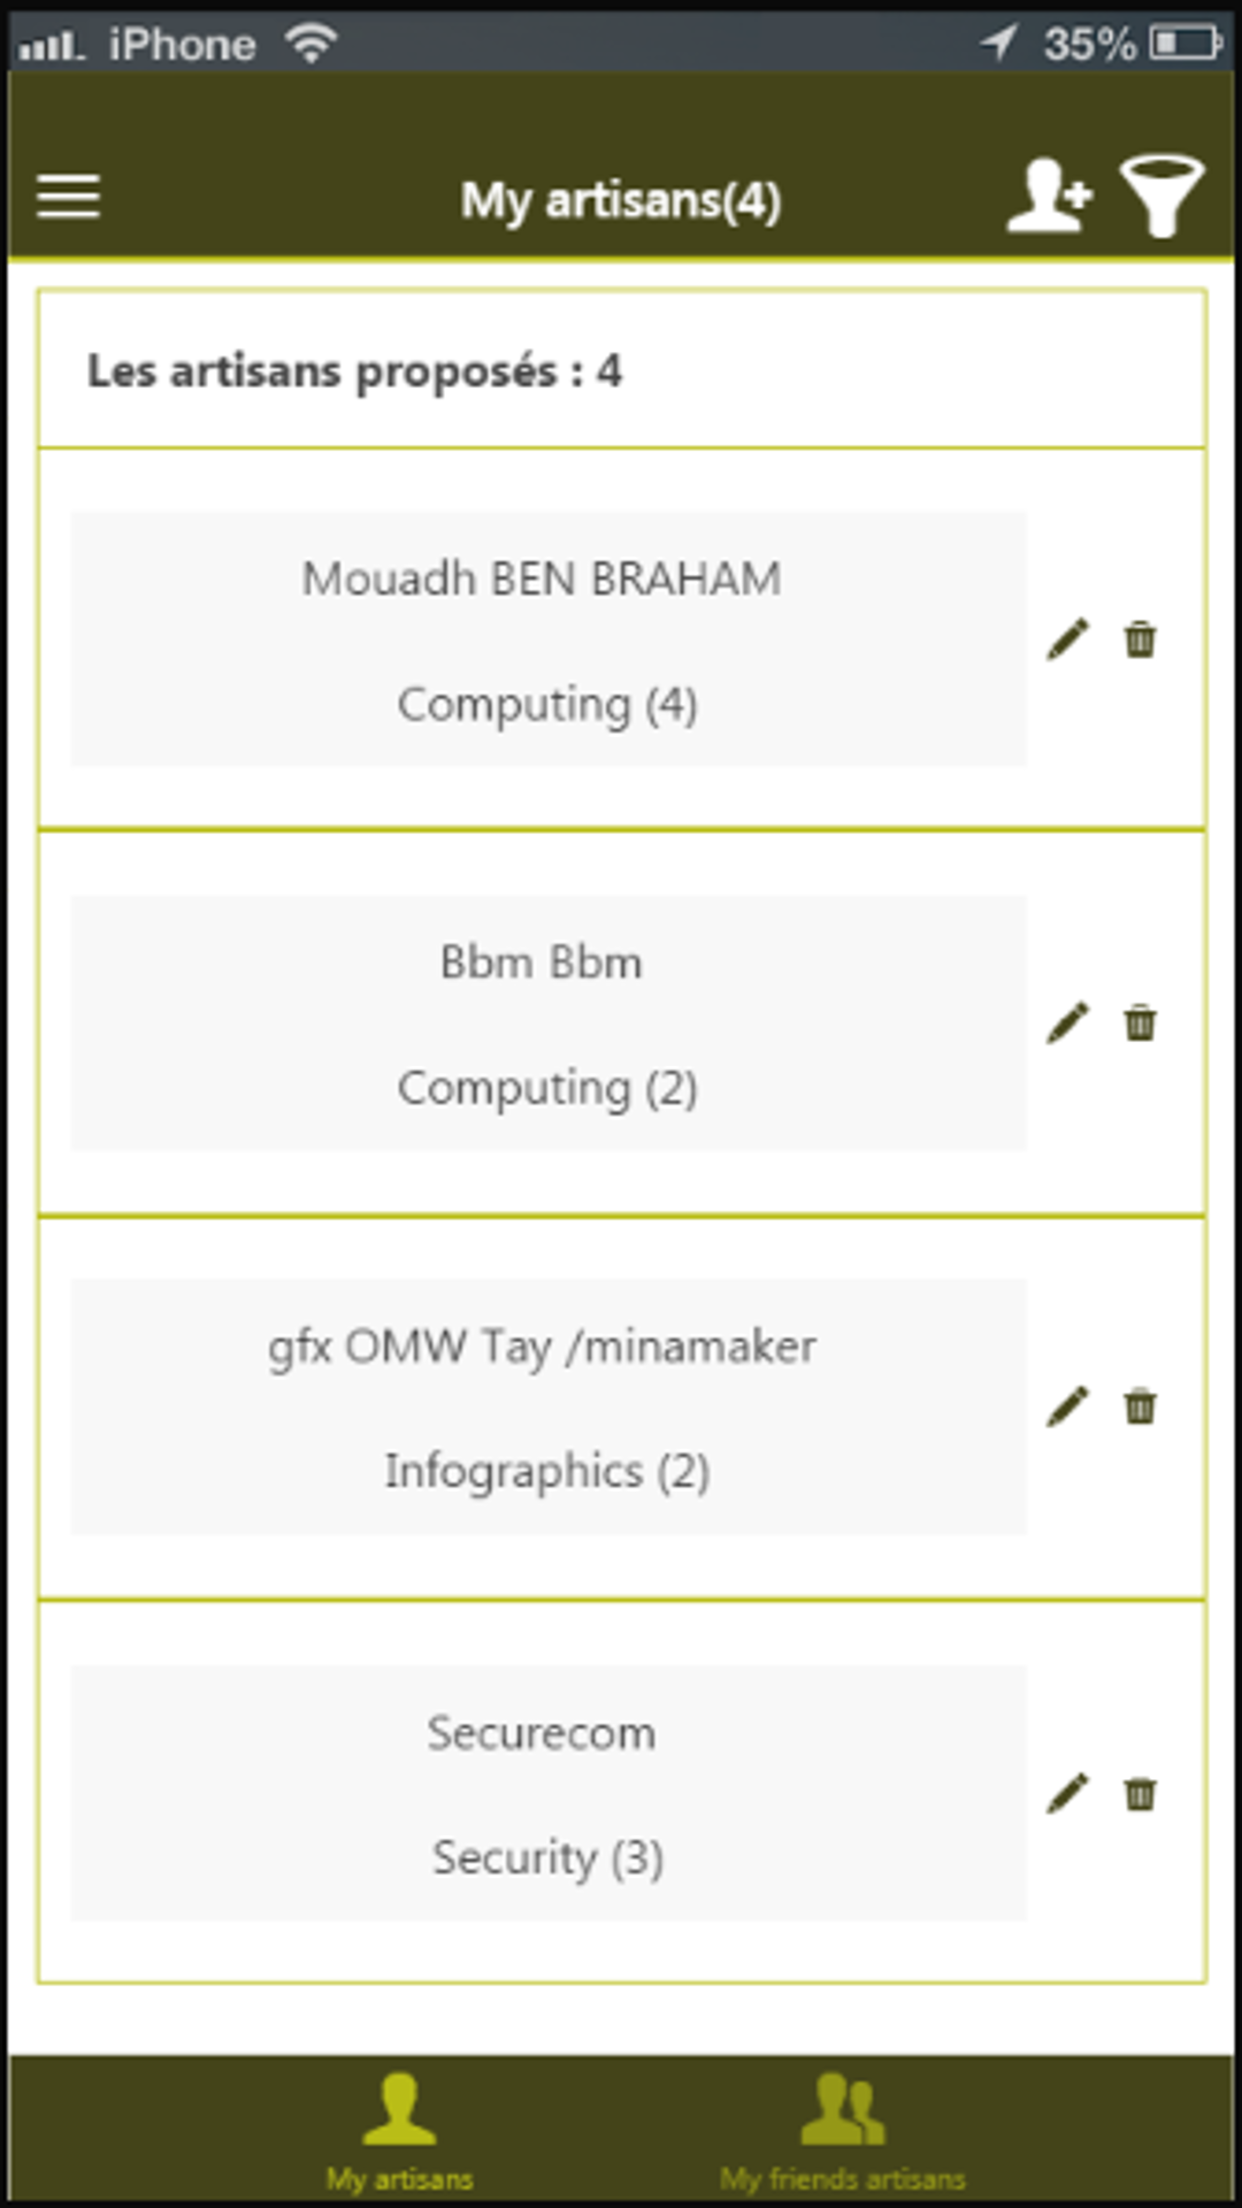 iPhone 35%
My artisans(4)
Les artisans proposés : 4
Mouadh BEN BRAHAM
Computing (4)
Bbm Bbm
Computing (2)
gfx OMW Tay /minamaker
Infographics (2)
Securecom
Security (3)
My artisans My friends artisans